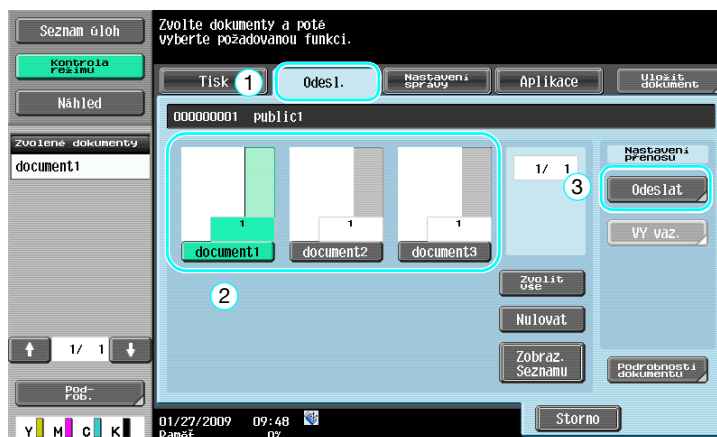 Seznam úloh
Kontrola
režimu
Náhled
Zvolené dokumenty
document1
1/ 1
Pod-
rob.
Y M C K
Zvolte dokumenty a poté
vyberte požadovanou funkci.
Tisk
1
Odesl.
Nastavení
správy
Aplikace
Uložit
dokument
000000001 public1
1
document1
1
document2
1
document3
2
1/ 1
Zvolit
vše
Nulovat
Zobraz.
Seznamu
Nastavení
přenosu
3
Odeslat
VY vaz.
Podrobnosti
dokumentu
01/27/2009 09:48
Paměť 0%
Storno